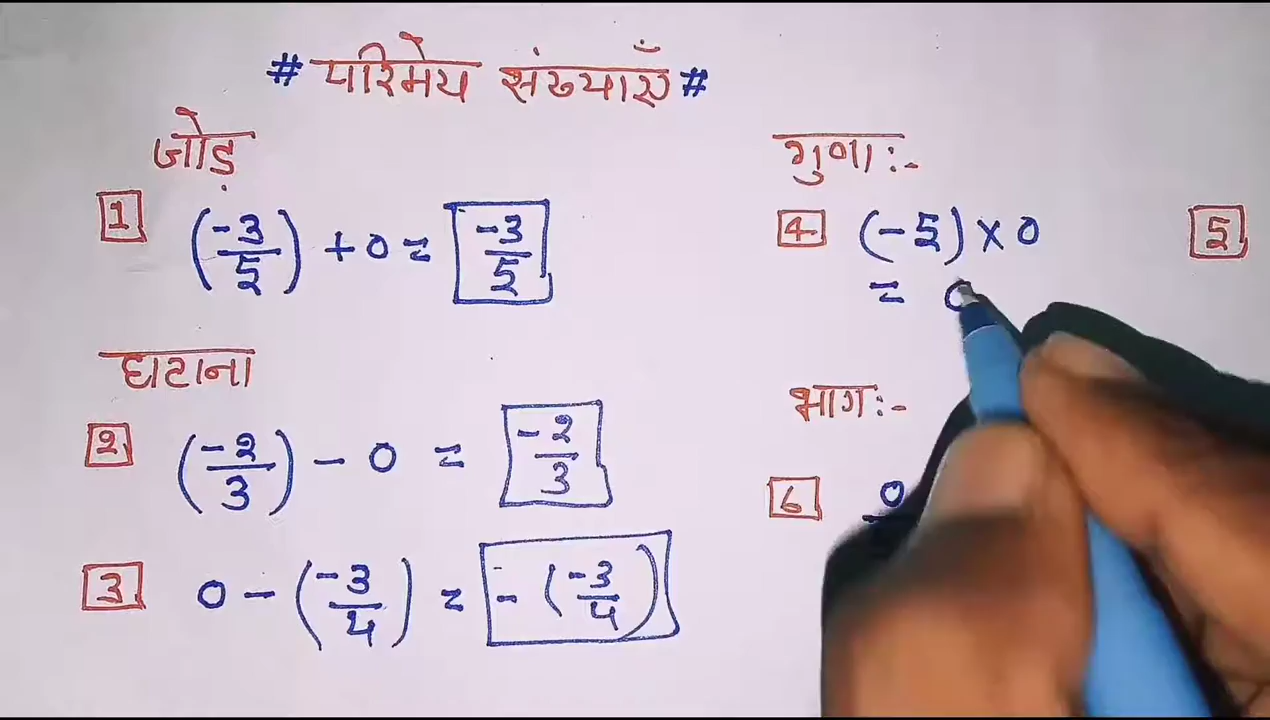 # परिमेय संख्याएँ #
जोड़
1 (-3/5) + 0 = -3/5
घटाना
2 (-2/3) - 0 = -2/3
3 0 - (-3/4) = - (-3/4)
गुणा:-
4 (-5) × 0
= 0
5
भाग:-
6 0